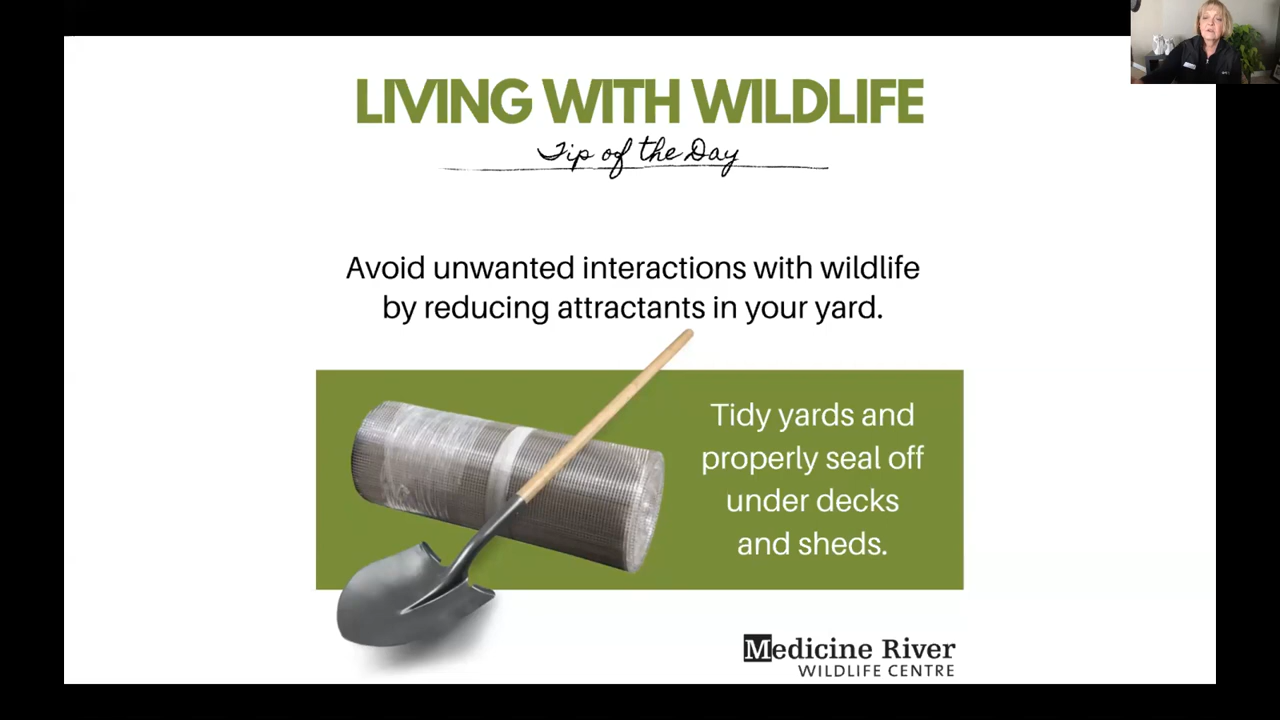 LIVING WITH WILDLIFE
Tip of the Day
Avoid unwanted interactions with wildlife
by reducing attractants in your yard.
Tidy yards and
properly seal off
under decks
and sheds.
Medicine River
WILDLIFE CENTRE